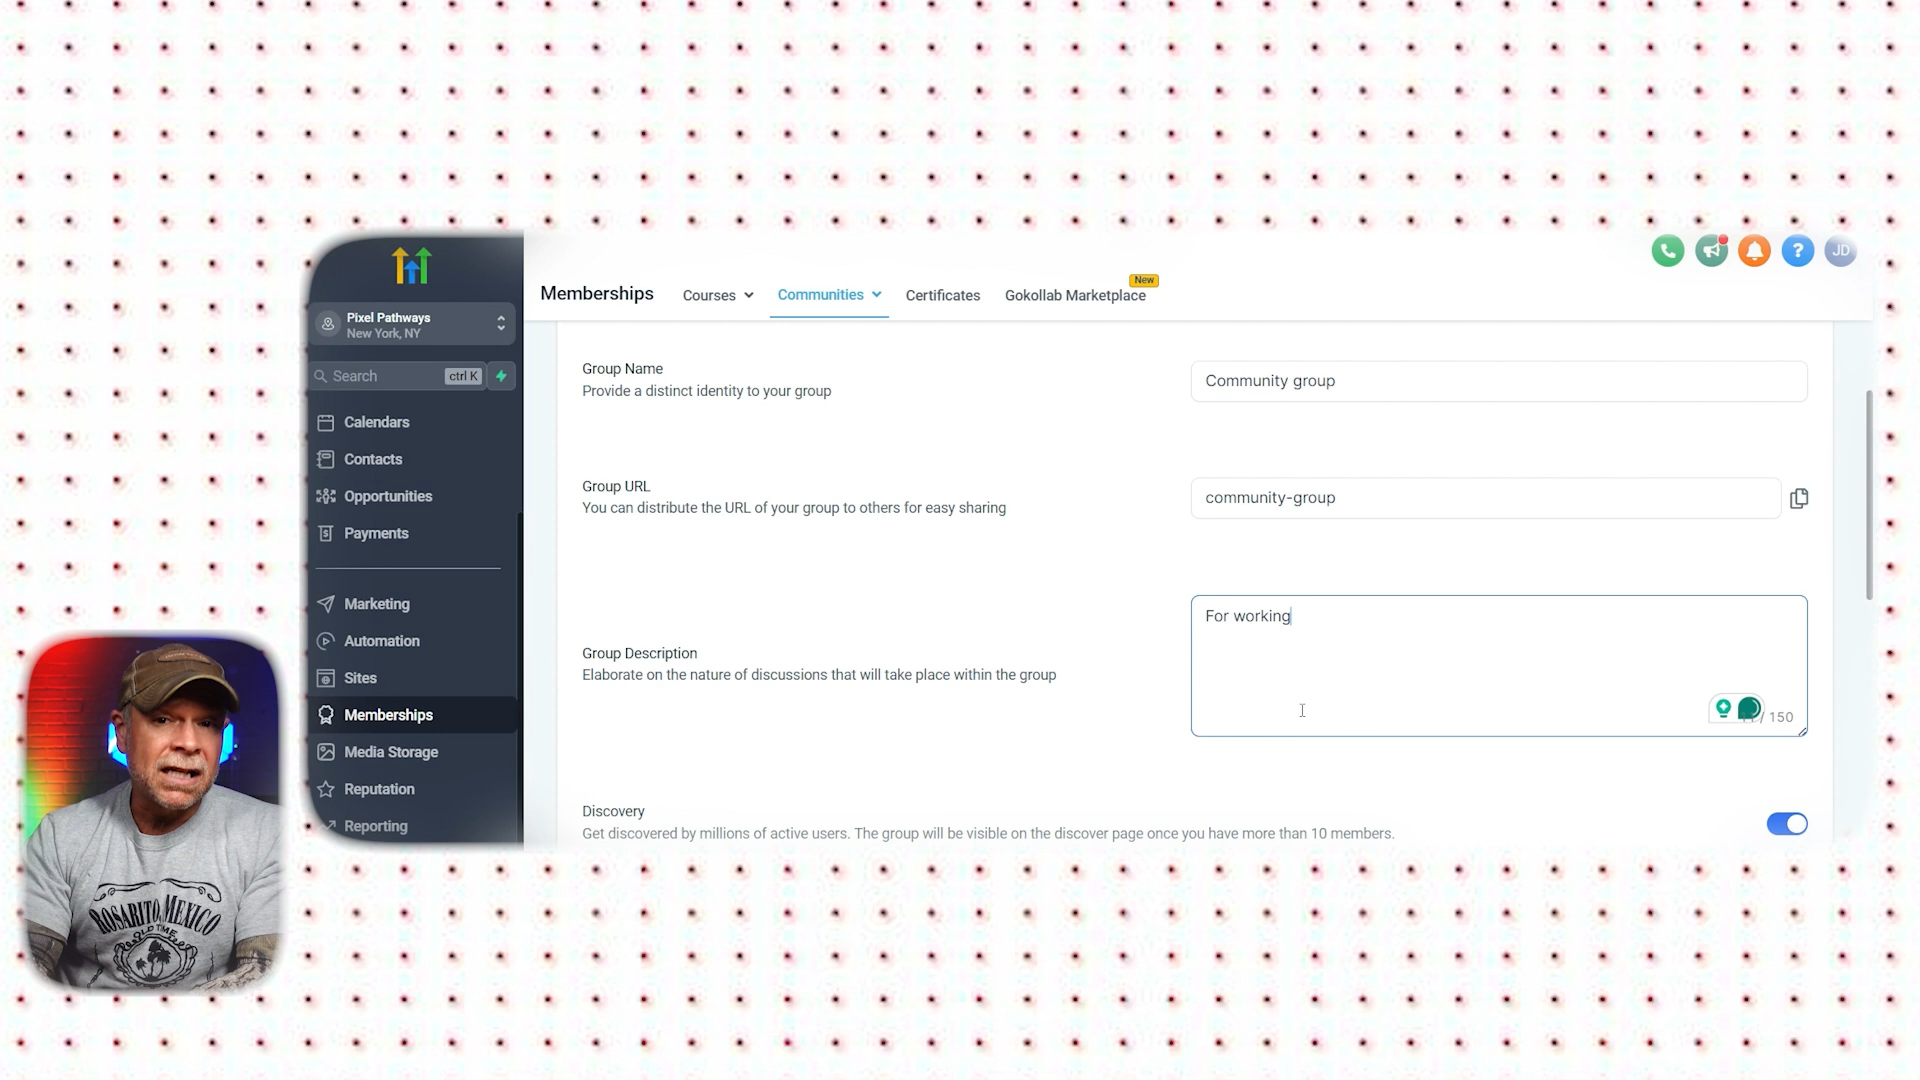 JD
Memberships
Courses
Communities
Certificates
Gokollab Marketplace
New
Pixel Pathways
New York, NY
Search
ctrl K
Calendars
Contacts
Opportunities
Payments
Marketing
Automation
Sites
Memberships
Media Storage
Reputation
Reporting
Group Name
Provide a distinct identity to your group
Community group
Group URL
You can distribute the URL of your group to others for easy sharing
community-group
Group Description
Elaborate on the nature of discussions that will take place within the group
For working
/ 150
Discovery
Get discovered by millions of active users. The group will be visible on the discover page once you have more than 10 members.
ROSARITO, MEXICO
OLD TIME